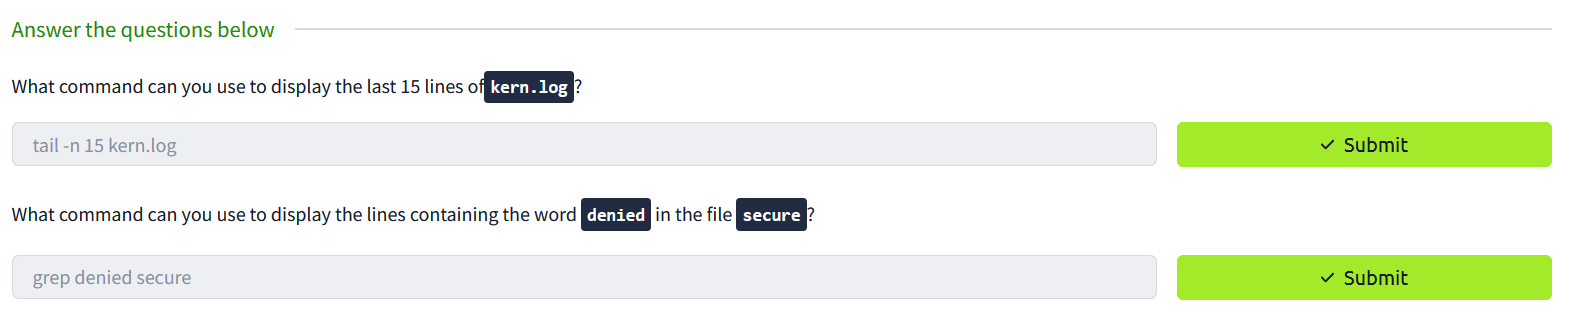 Answer the questions below
What command can you use to display the last 15 lines of kern.log?
tail -n 15 kern.log
Submit
What command can you use to display the lines containing the word denied in the file secure?
grep denied secure
Submit